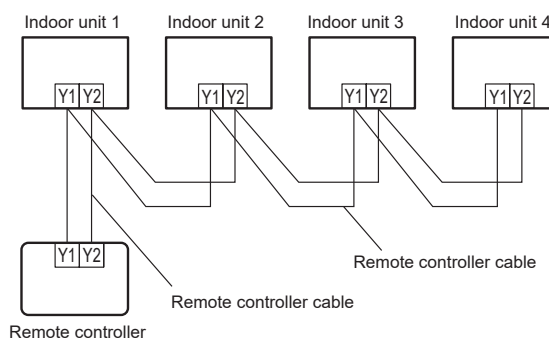 Indoor unit 1 Indoor unit 2 Indoor unit 3 Indoor unit 4
Y1 Y2 Y1 Y2 Y1 Y2 Y1 Y2
Y1 Y2
Remote controller cable
Remote controller cable
Remote controller